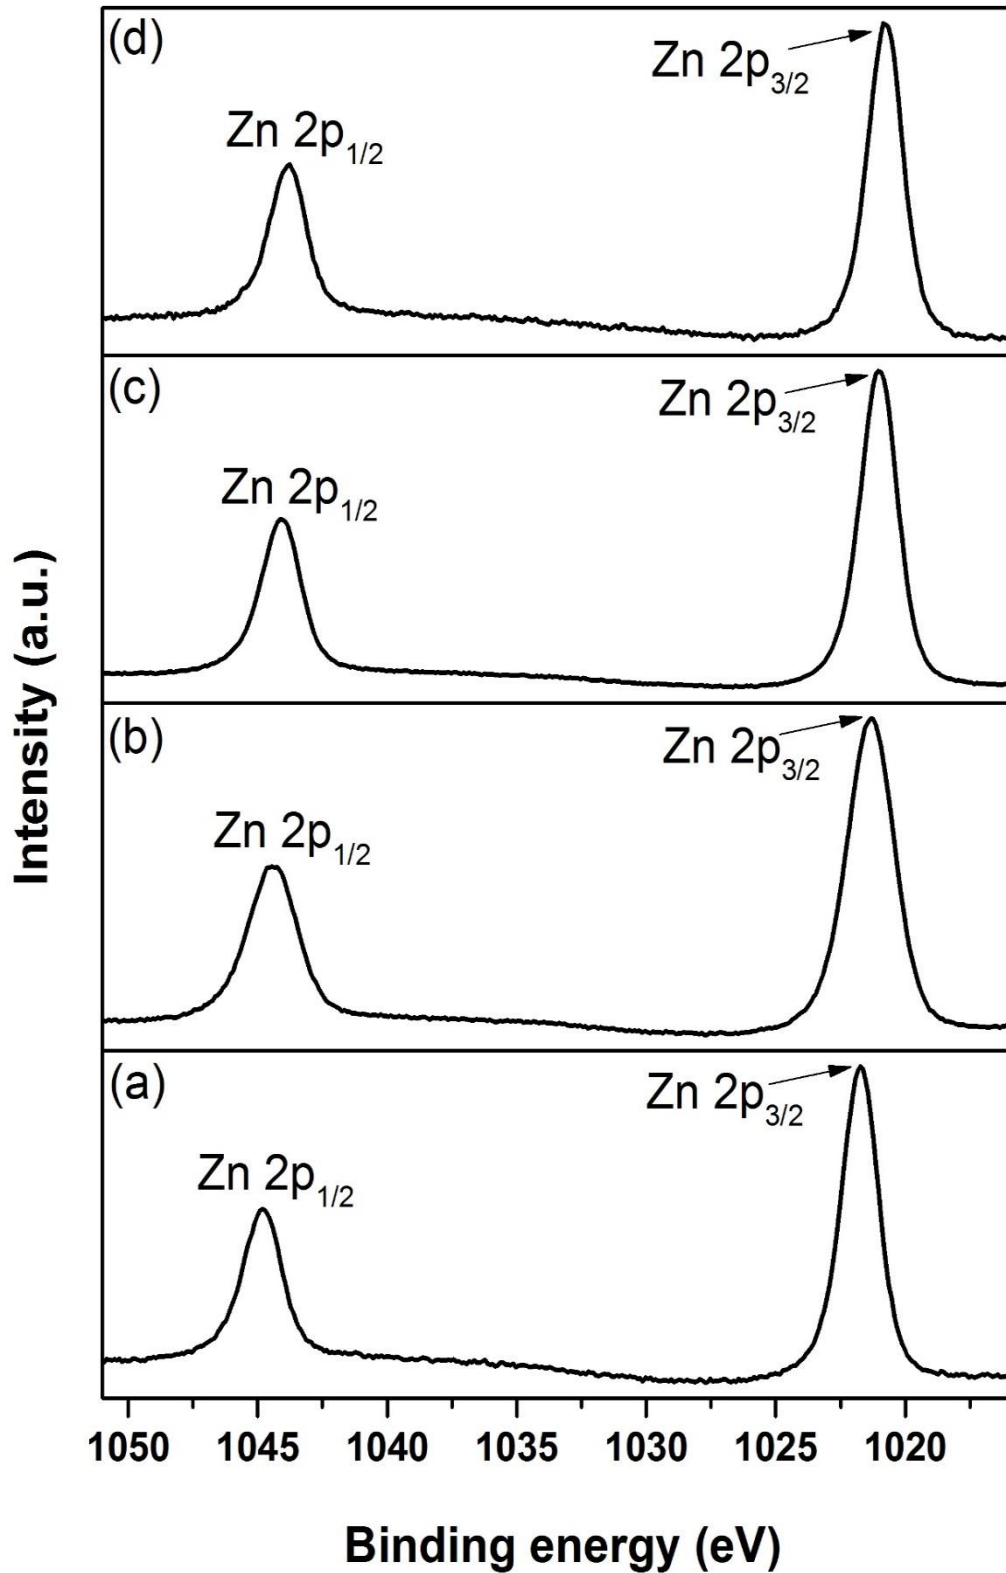 (d)
Zn 2p3/2
Zn 2p1/2
(c)
Zn 2p3/2
Zn 2p1/2
(b)
Zn 2p3/2
Zn 2p1/2
(a)
Zn 2p3/2
Zn 2p1/2
Intensity (a.u.)
1050 1045 1040 1035 1030 1025 1020
Binding energy (eV)